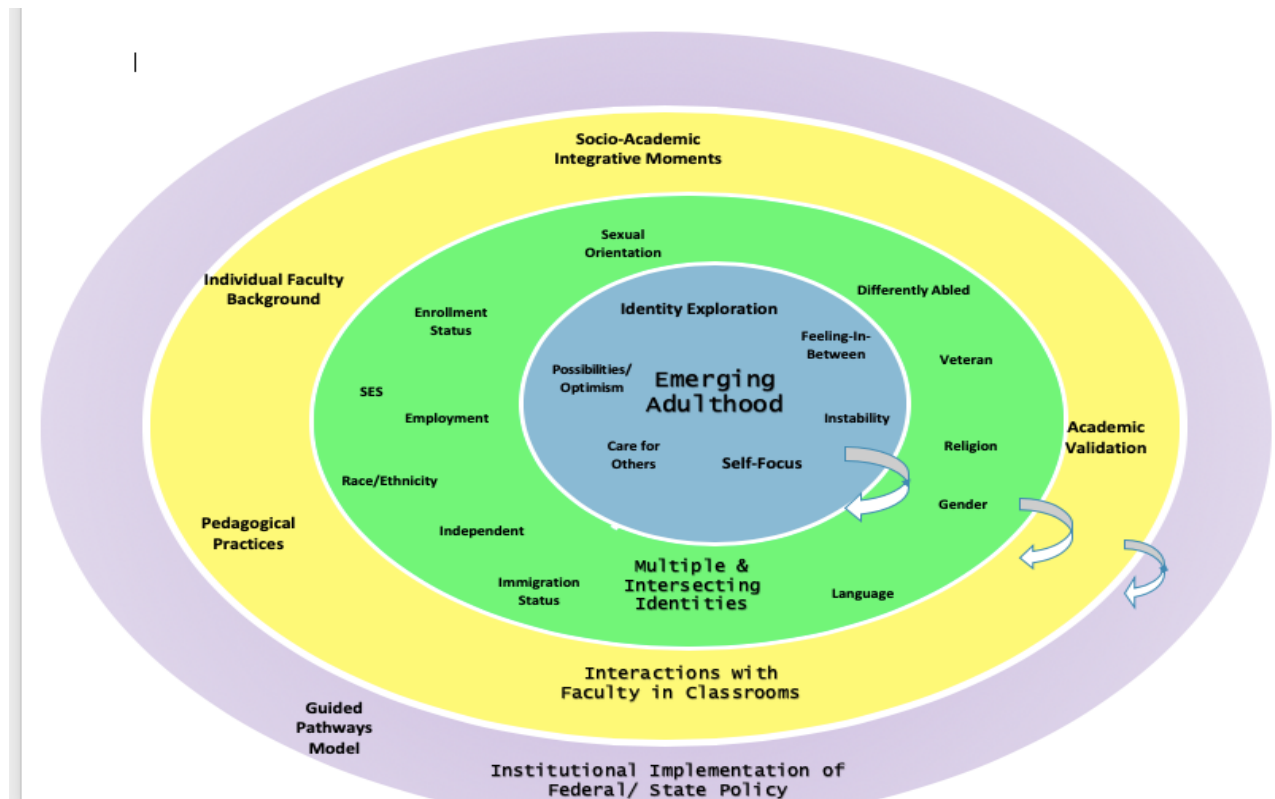 Socio-Academic
Integrative Moments
Sexual
Orientation
Individual Faculty
Background
Differently Abled
Enrollment
Status
Identity Exploration
Feeling-In-
Between
Veteran
Possibilities/
Optimism
Emerging
Adulthood
SES
Employment
Instability
Academic
Validation
Care for
Others
Self-Focus
Religion
Race/Ethnicity
Gender
Pedagogical
Practices
Independent
Multiple &
Intersecting
Identities
Immigration
Status
Language
Interactions with
Faculty in Classrooms
Guided
Pathways
Model
Institutional Implementation of
Federal/ State Policy